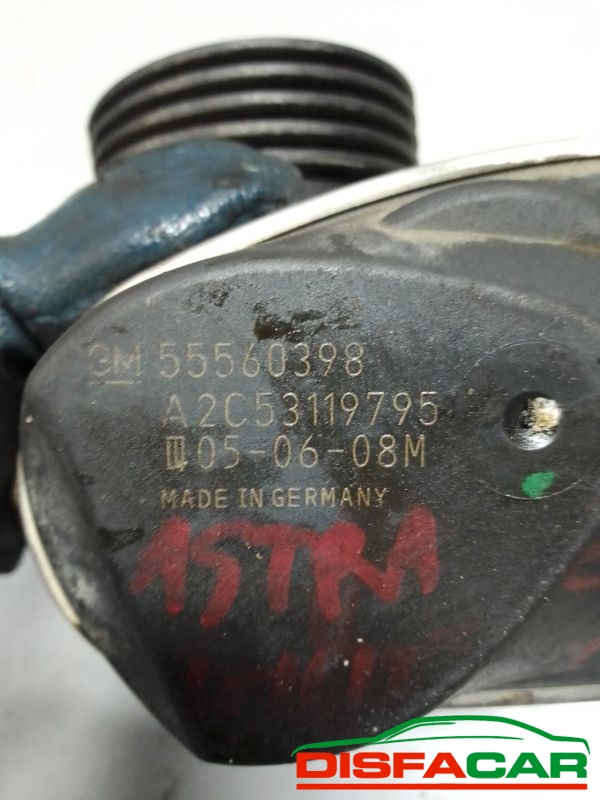 GM 55560398
A2C53119795
05-06-08M
MADE IN GERMANY
ASTRA
DISFACAR